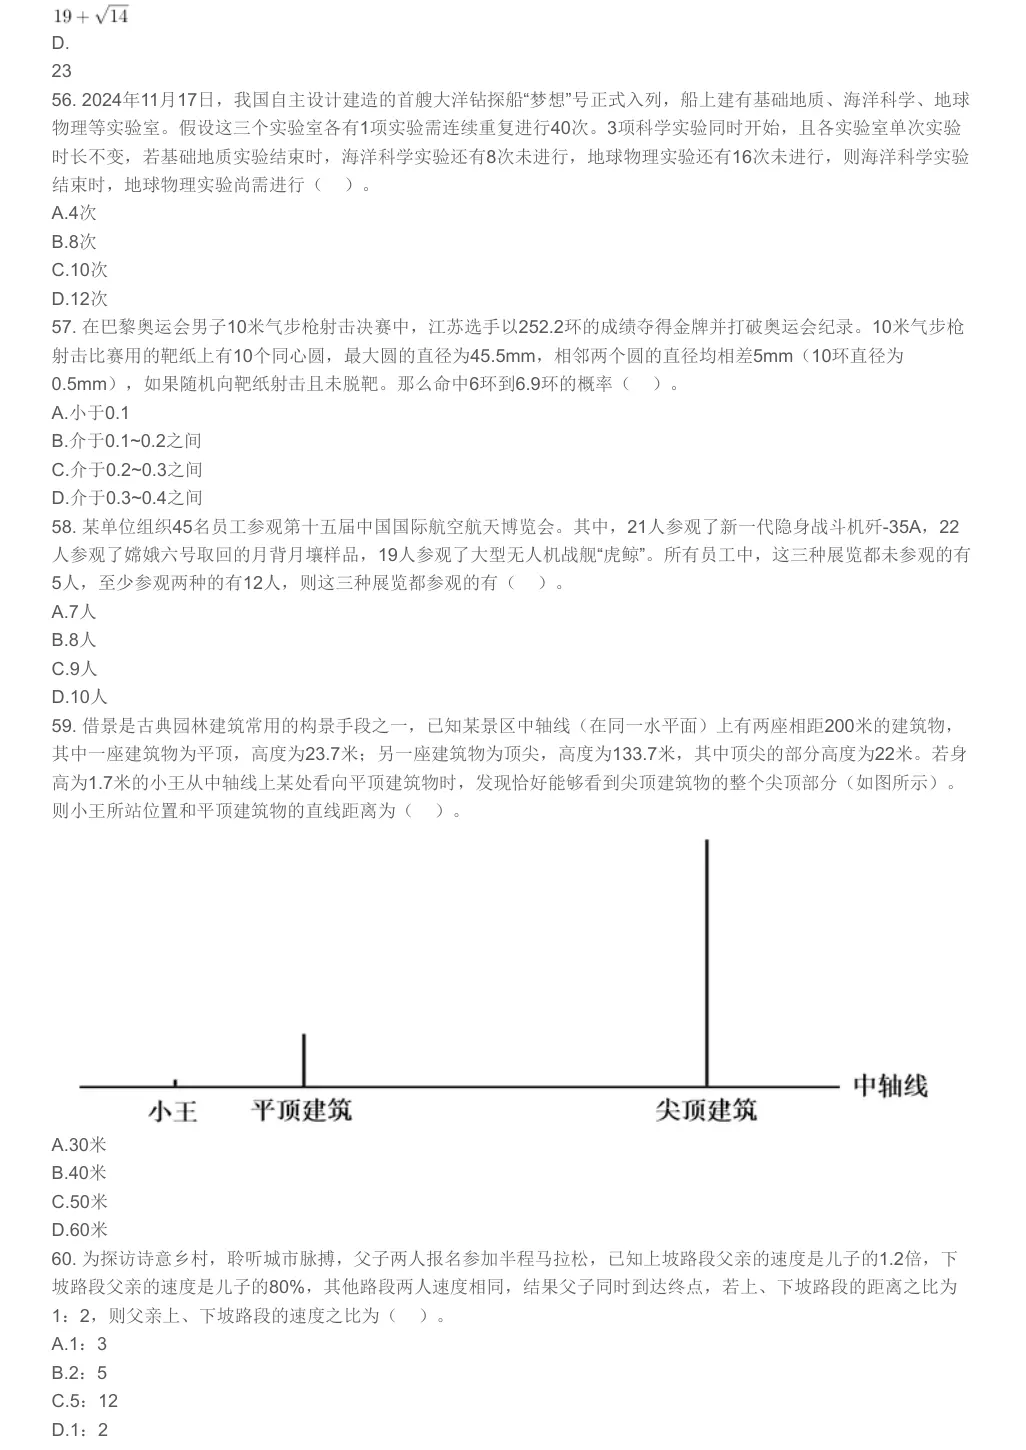 19 + √14
D.
23
56. 2024年11月17日，我国自主设计建造的首艘大洋钻探船“梦想”号正式入列，船上建有基础地质、海洋科学、地球
物理等实验室。假设这三个实验室各有1项实验需连续重复进行40次。3项科学实验同时开始，且各实验室单次实验
时长不变，若基础地质实验结束时，海洋科学实验还有8次未进行，地球物理实验还有16次未进行，则海洋科学实验
结束时，地球物理实验尚需进行（ ）。
A.4次
B.8次
C.10次
D.12次
57. 在巴黎奥运会男子10米气步枪射击决赛中，江苏选手以252.2环的成绩夺得金牌并打破奥运会纪录。10米气步枪
射击比赛用的靶纸上有10个同心圆，最大圆的直径为45.5mm，相邻两个圆的直径均相差5mm（10环直径为
0.5mm），如果随机向靶纸射击且未脱靶。那么命中6环到6.9环的概率（ ）。
A.小于0.1
B.介于0.1~0.2之间
C.介于0.2~0.3之间
D.介于0.3~0.4之间
58. 某单位组织45名员工参观第十五届中国国际航空航天博览会。其中，21人参观了新一代隐身战斗机歼-35A，22
人参观了嫦娥六号取回的月背月壤样品，19人参观了大型无人机战舰“虎鲸”。所有员工中，这三种展览都未参观的有
5人，至少参观两种的有12人，则这三种展览都参观的有（ ）。
A.7人
B.8人
C.9人
D.10人
59. 借景是古典园林建筑常用的构景手段之一，已知某景区中轴线（在同一水平面）上有两座相距200米的建筑物，
其中一座建筑物为平顶，高度为23.7米；另一座建筑物为顶尖，高度为133.7米，其中顶尖的部分高度为22米。若身
高为1.7米的小王从中轴线上某处看向平顶建筑物时，发现恰好能够看到尖顶建筑物的整个尖顶部分（如图所示）。
则小王所站位置和平顶建筑物的直线距离为（ ）。
中轴线
小王 平顶建筑 尖顶建筑
A.30米
B.40米
C.50米
D.60米
60. 为探访诗意乡村，聆听城市脉搏，父子两人报名参加半程马拉松，已知上坡路段父亲的速度是儿子的1.2倍，下
坡路段父亲的速度是儿子的80%，其他路段两人速度相同，结果父子同时到达终点，若上、下坡路段的距离之比为
1：2，则父亲上、下坡路段的速度之比为（ ）。
A.1：3
B.2：5
C.5：12
D.1：2